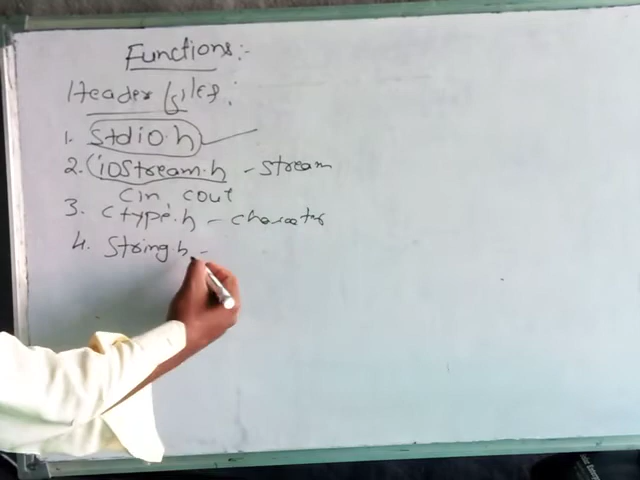 Functions:-
Header files:
1. Stdio.h
2. (iostream.h - stream
cin, cout
3. ctype.h - character
4. String.h -